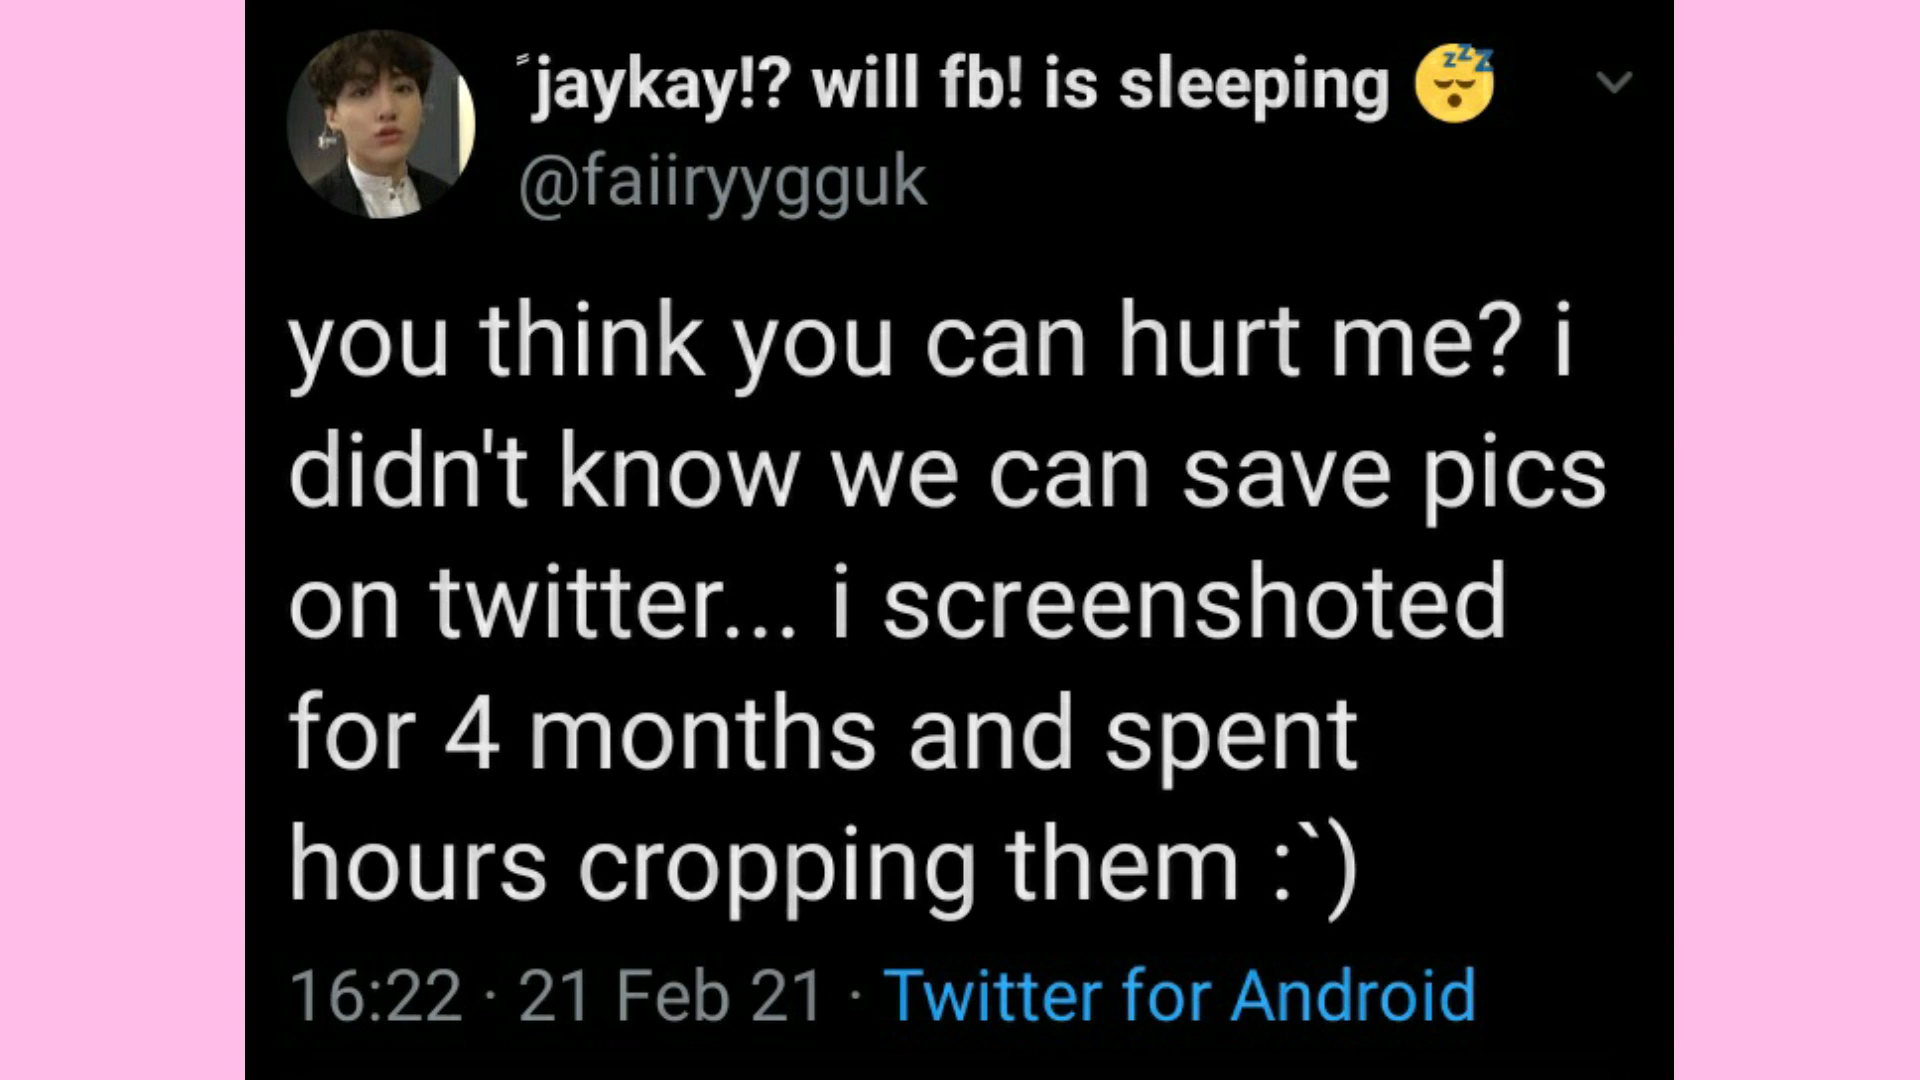 ˝jaykay!? will fb! is sleeping 😴
@faiiryygguk
you think you can hurt me? i
didn't know we can save pics
on twitter... i screenshoted
for 4 months and spent
hours cropping them :`)
16:22 · 21 Feb 21 · Twitter for Android